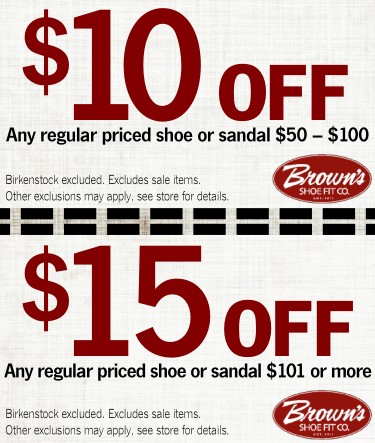 $10 OFF
Any regular priced shoe or sandal $50 – $100
Birkenstock excluded. Excludes sale items.
Other exclusions may apply, see store for details.
Brown's
SHOE FIT CO.
$15 OFF
Any regular priced shoe or sandal $101 or more
Birkenstock excluded. Excludes sale items.
Other exclusions may apply, see store for details.
Brown's
SHOE FIT CO.